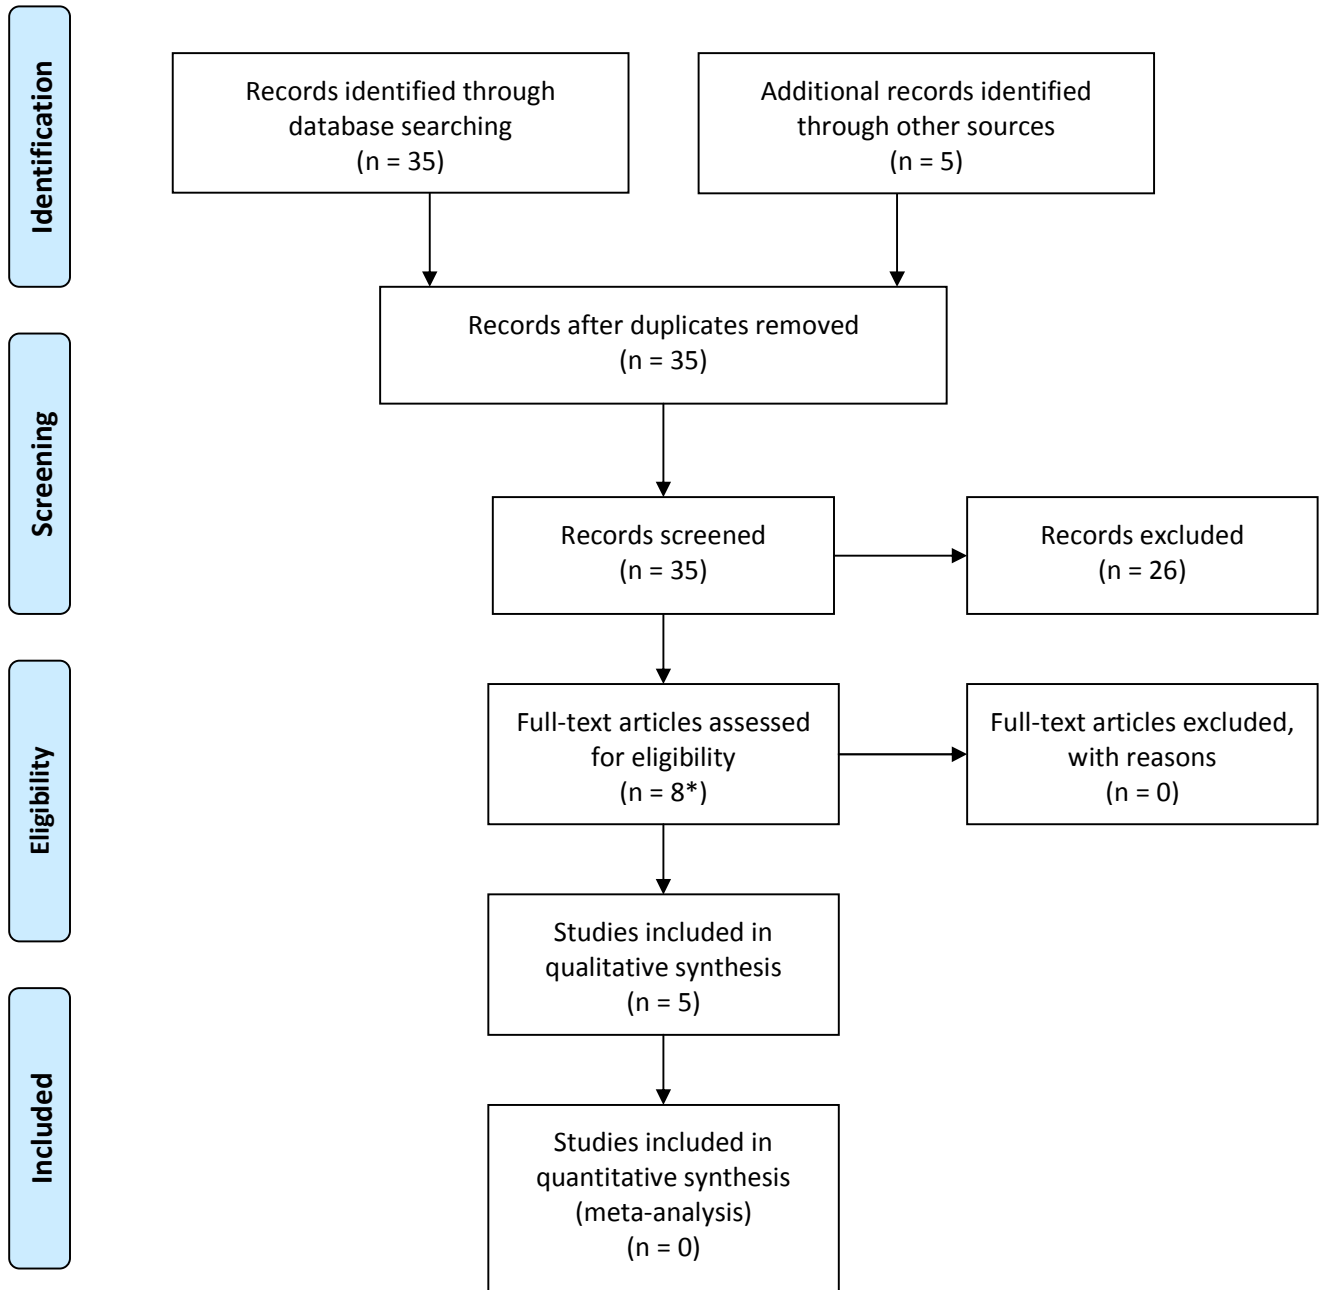 Identification
Records identified through
database searching
(n = 35)
Additional records identified
through other sources
(n = 5)
Records after duplicates removed
(n = 35)
Screening
Records screened
(n = 35)
Records excluded
(n = 26)
Eligibility
Full-text articles assessed
for eligibility
(n = 8*)
Full-text articles excluded,
with reasons
(n = 0)
Studies included in
qualitative synthesis
(n = 5)
Included
Studies included in
quantitative synthesis
(meta-analysis)
(n = 0)